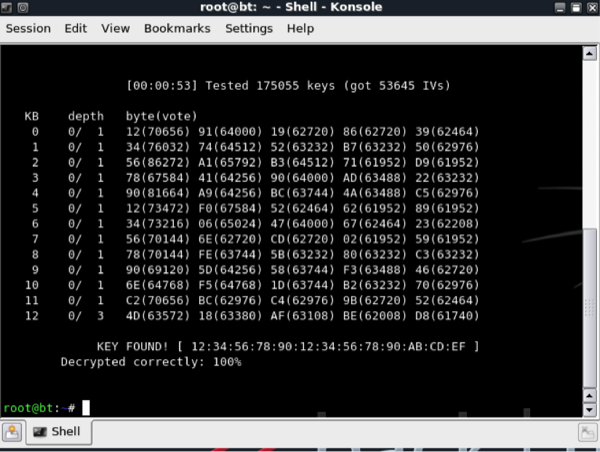 root@bt: ~ - Shell - Konsole
Session Edit View Bookmarks Settings Help
[00:00:53] Tested 175055 keys (got 53645 IVs)
KB depth byte(vote)
0 0/ 1 12(70656) 91(64000) 19(62720) 86(62720) 39(62464)
1 0/ 1 34(76032) 74(64512) 52(63232) B7(63232) 50(62976)
2 0/ 1 56(86272) A1(65792) B3(64512) 71(61952) D9(61952)
3 0/ 1 78(67584) 41(64256) 90(64000) AD(63488) 22(63232)
4 0/ 1 90(81664) A9(64256) BC(63744) 4A(63488) C5(62976)
5 0/ 1 12(73472) F0(67584) 52(62464) 62(61952) 89(61952)
6 0/ 1 34(73216) 06(65024) 47(64000) 67(62464) 23(62208)
7 0/ 1 56(70144) 6E(62720) CD(62720) 02(61952) 59(61952)
8 0/ 1 78(70144) FE(63744) 5B(63232) 80(63232) C3(63232)
9 0/ 1 90(69120) 5D(64256) 58(63744) F3(63488) 46(62720)
10 0/ 1 6E(64768) F5(64768) 1D(63744) B2(63232) 70(62976)
11 0/ 1 C2(70656) BC(62976) C4(62976) 9B(62720) 52(62464)
12 0/ 3 4D(63572) 18(63380) AF(63108) BE(62008) D8(61740)
KEY FOUND! [ 12:34:56:78:90:12:34:56:78:90:AB:CD:EF ]
Decrypted correctly: 100%
root@bt:~#
Shell